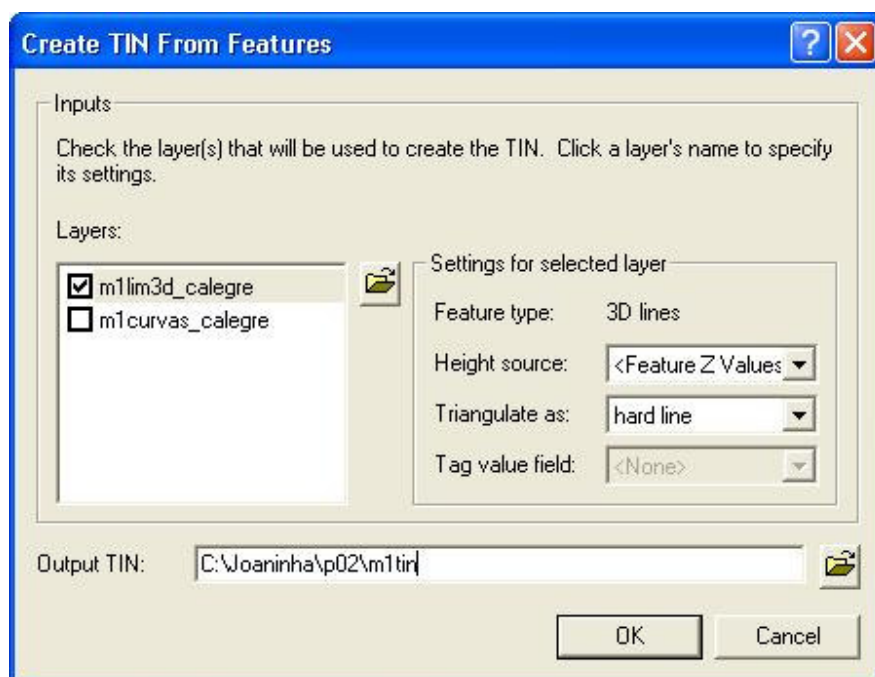 Create TIN From Features
Inputs
Check the layer(s) that will be used to create the TIN. Click a layer's name to specify
its settings.
Layers:
m1lim3d_calegre
m1curvas_calegre
Settings for selected layer
Feature type: 3D lines
Height source: <Feature Z Values
Triangulate as: hard line
Tag value field: <None>
Output TIN: C:\Joaninha\p02\m1tin
OK Cancel